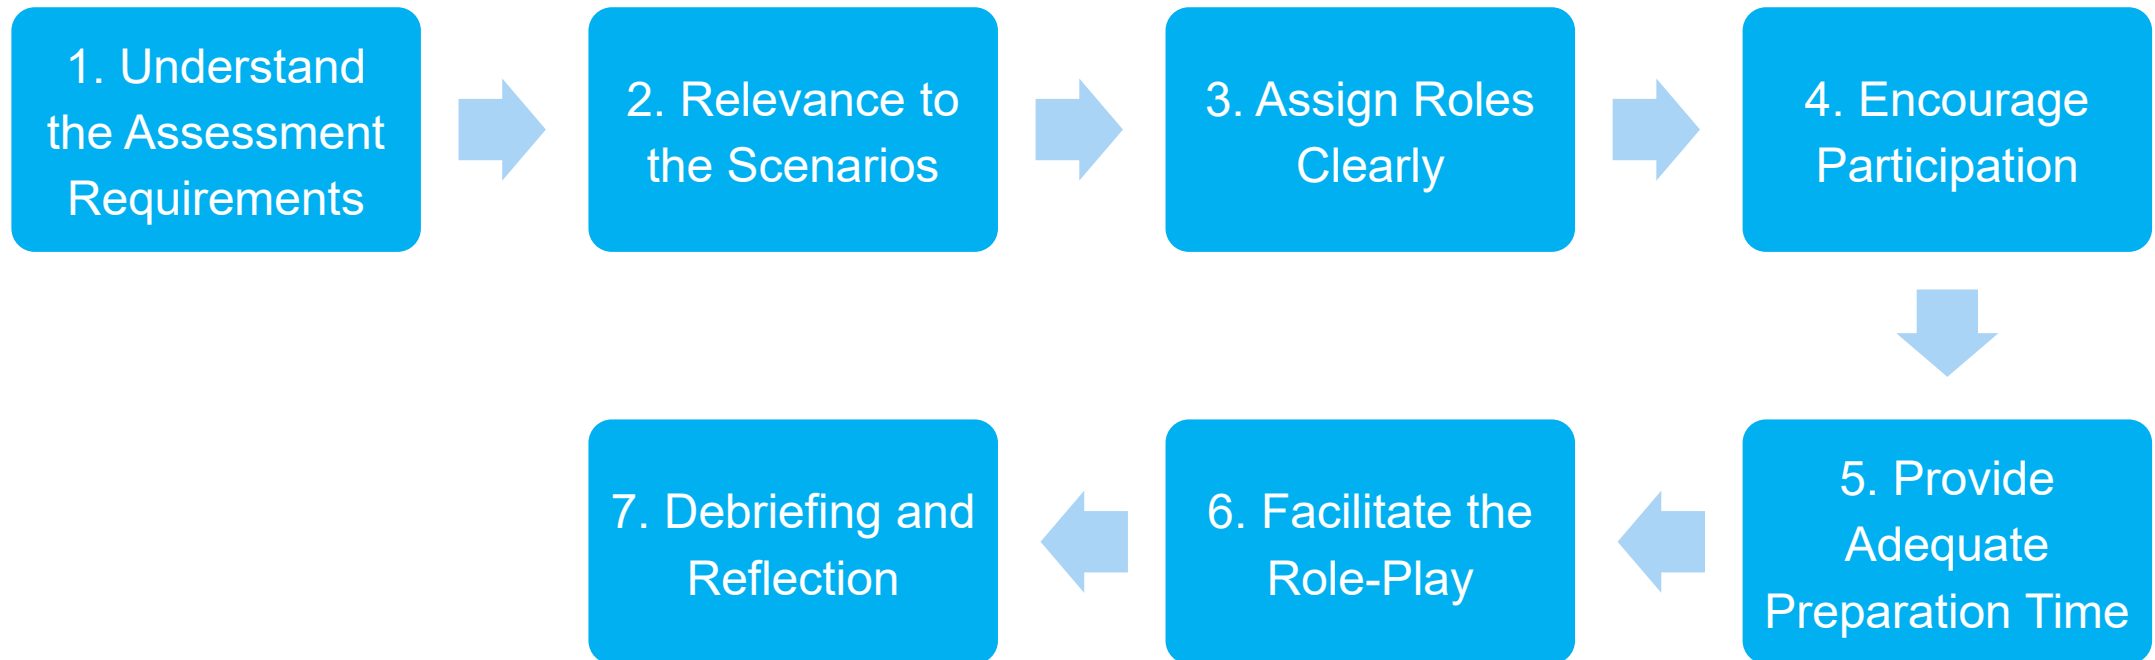 1. Understand
the Assessment
Requirements
2. Relevance to
the Scenarios
3. Assign Roles
Clearly
4. Encourage
Participation
5. Provide
Adequate
Preparation Time
6. Facilitate the
Role-Play
7. Debriefing and
Reflection